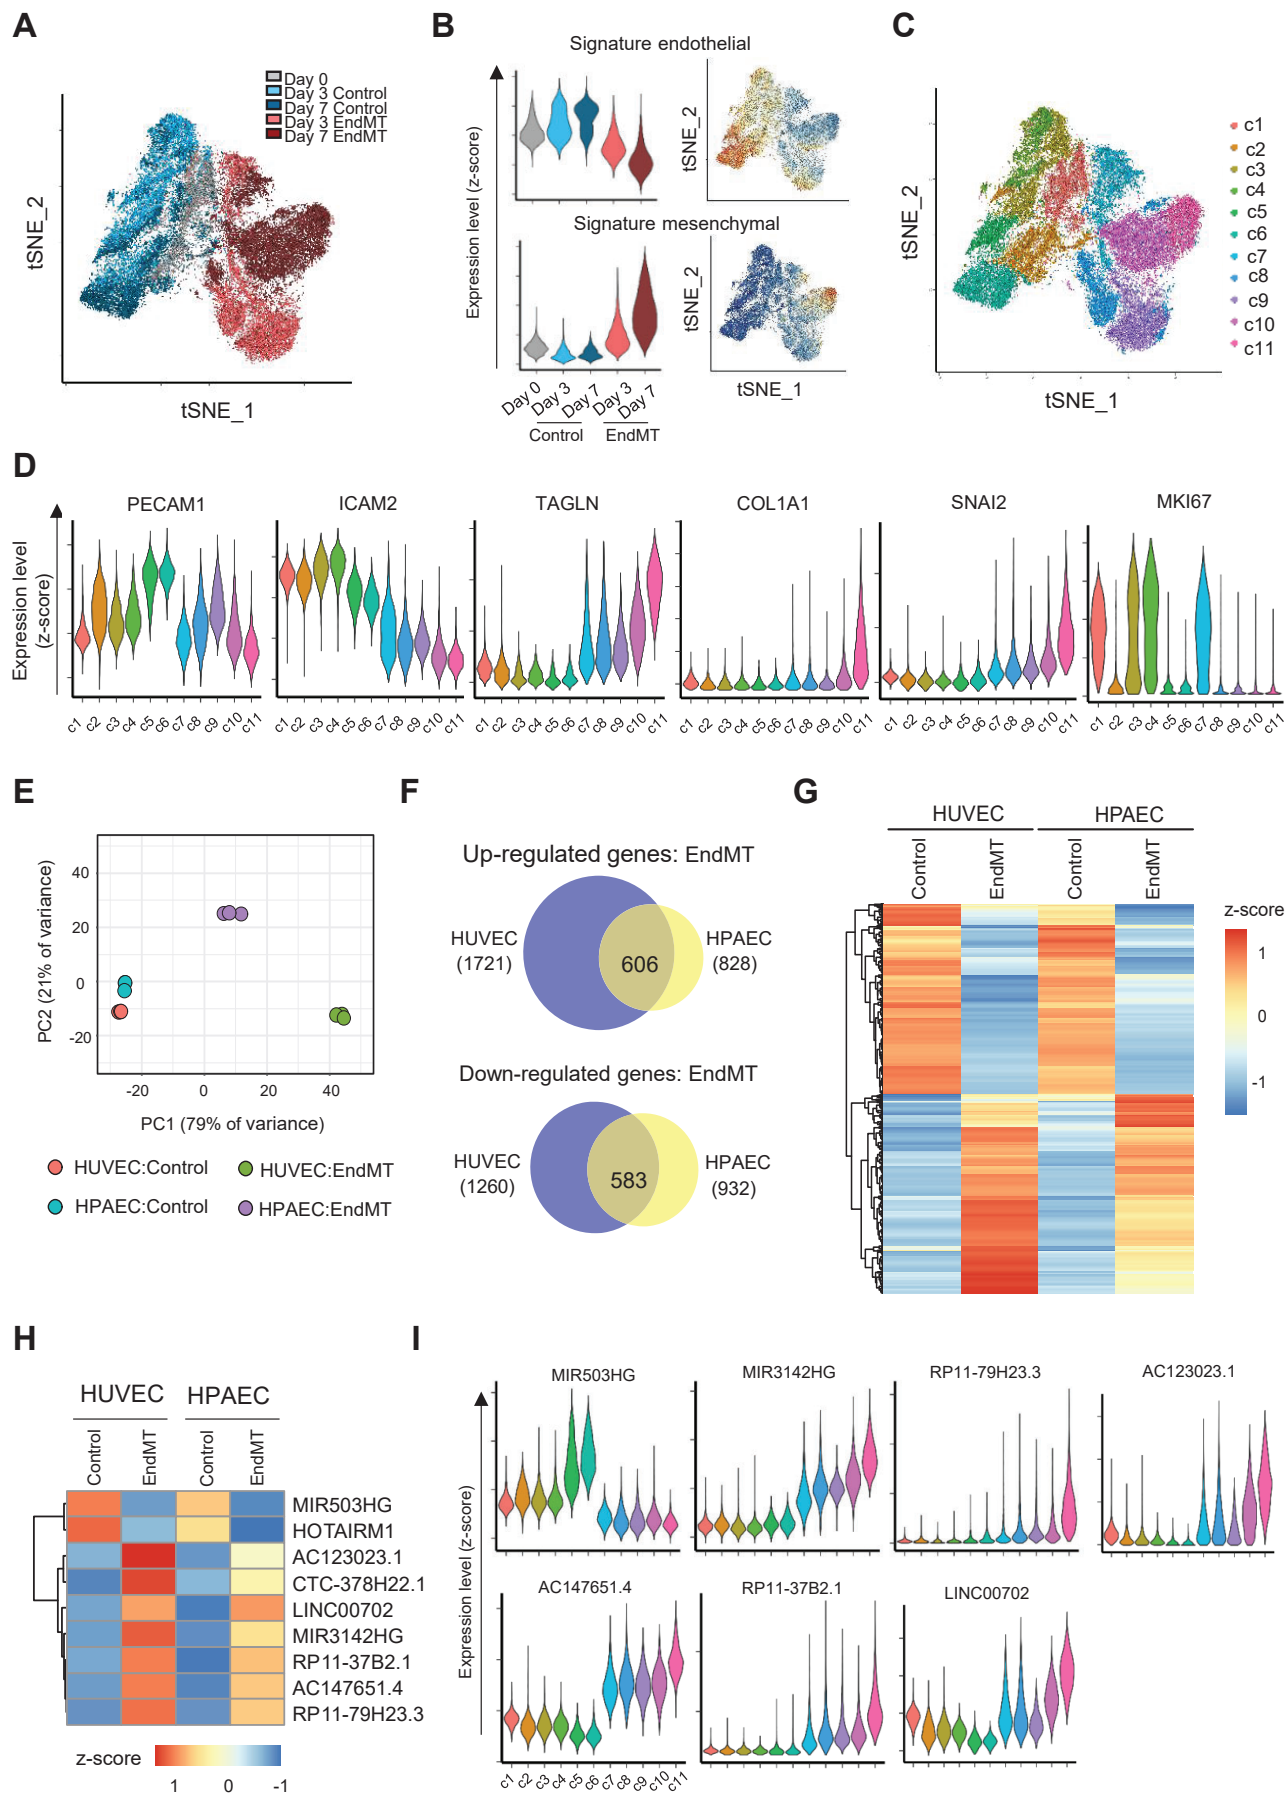 A
Day 0
Day 3 Control
Day 7 Control
Day 3 EndMT
Day 7 EndMT
tSNE_2
tSNE_1
B
Signature endothelial
Expression level (z-score)
tSNE_2
Signature mesenchymal
tSNE_2
tSNE_1
Day 0
Day 3
Day 7
Day 3
Day 7
Control
EndMT
C
tSNE_2
tSNE_1
c1
c2
c3
c4
c5
c6
c7
c8
c9
c10
c11
D
PECAM1
ICAM2
TAGLN
COL1A1
SNAI2
MKI67
Expression level
(z-score)
c1 c2 c3 c4 c5 c6 c7 c8 c9 c10 c11
c1 c2 c3 c4 c5 c6 c7 c8 c9 c10 c11
c1 c2 c3 c4 c5 c6 c7 c8 c9 c10 c11
c1 c2 c3 c4 c5 c6 c7 c8 c9 c10 c11
c1 c2 c3 c4 c5 c6 c7 c8 c9 c10 c11
c1 c2 c3 c4 c5 c6 c7 c8 c9 c10 c11
E
PC2 (21% of variance)
40
20
0
-20
-20 0 20 40
PC1 (79% of variance)
HUVEC:Control
HUVEC:EndMT
HPAEC:Control
HPAEC:EndMT
F
Up-regulated genes: EndMT
HUVEC
(1721)
606
HPAEC
(828)
Down-regulated genes: EndMT
HUVEC
(1260)
583
HPAEC
(932)
G
HUVEC
HPAEC
Control
EndMT
Control
EndMT
z-score
1
0
-1
H
HUVEC
HPAEC
Control
EndMT
Control
EndMT
MIR503HG
HOTAIRM1
AC123023.1
CTC-378H22.1
LINC00702
MIR3142HG
RP11-37B2.1
AC147651.4
RP11-79H23.3
z-score
1 0 -1
I
MIR503HG
MIR3142HG
RP11-79H23.3
AC123023.1
Expression level (z-score)
AC147651.4
RP11-37B2.1
LINC00702
c1 c2 c3 c4 c5 c6 c7 c8 c9 c10 c11